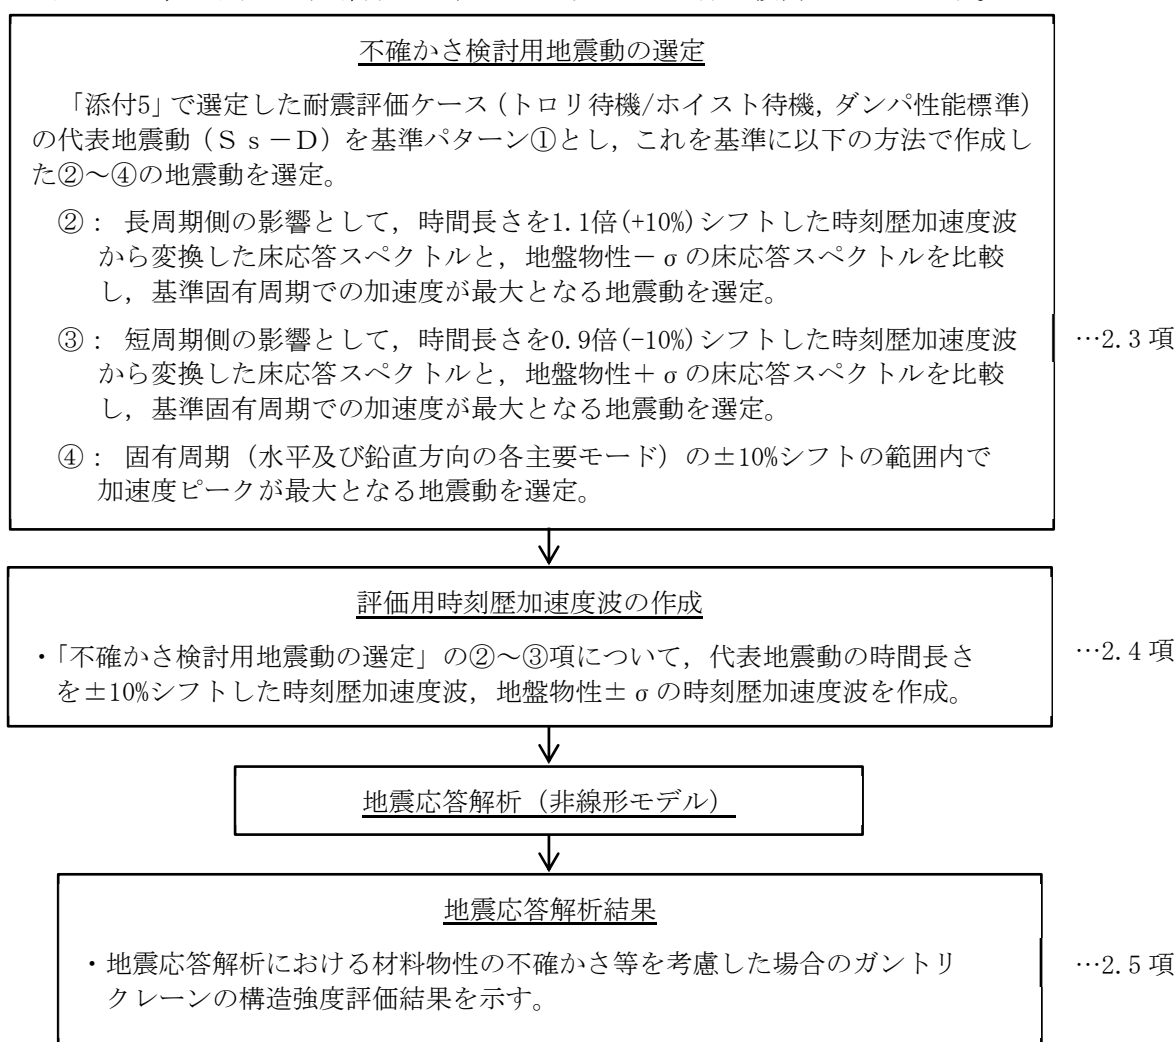 不確かさ検討用地震動の選定
「添付5」で選定した耐震評価ケース(トロリ待機/ホイスト待機，ダンパ性能標準)
の代表地震動（Ｓｓ－Ｄ）を基準パターン①とし，これを基準に以下の方法で作成し
た②～④の地震動を選定。
②： 長周期側の影響として，時間長さを1.1倍(+10%)シフトした時刻歴加速度波
から変換した床応答スペクトルと，地盤物性－σの床応答スペクトルを比較
し，基準固有周期での加速度が最大となる地震動を選定。
③： 短周期側の影響として，時間長さを0.9倍(-10%)シフトした時刻歴加速度波
から変換した床応答スペクトルと，地盤物性＋σの床応答スペクトルを比較
し，基準固有周期での加速度が最大となる地震動を選定。
…2.3項
④： 固有周期（水平及び鉛直方向の各主要モード）の±10%シフトの範囲内で
加速度ピークが最大となる地震動を選定。
評価用時刻歴加速度波の作成
・「不確かさ検討用地震動の選定」の②～③項について，代表地震動の時間長さ
を±10%シフトした時刻歴加速度波，地盤物性±σの時刻歴加速度波を作成。
…2.4項
地震応答解析（非線形モデル）
地震応答解析結果
・地震応答解析における材料物性の不確かさ等を考慮した場合のガントリ
クレーンの構造強度評価結果を示す。
…2.5項